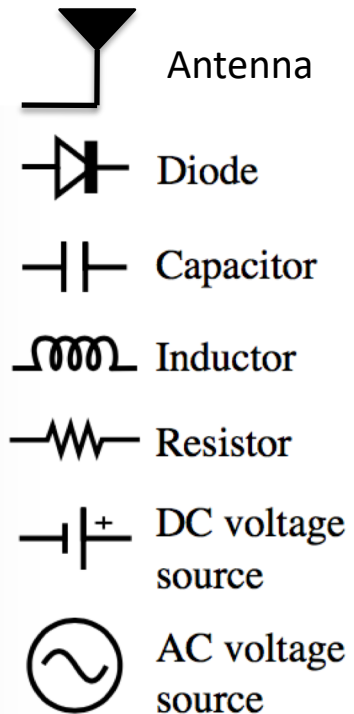 Antenna
Diode
Capacitor
Inductor
Resistor
+
DC voltage
source
AC voltage
source